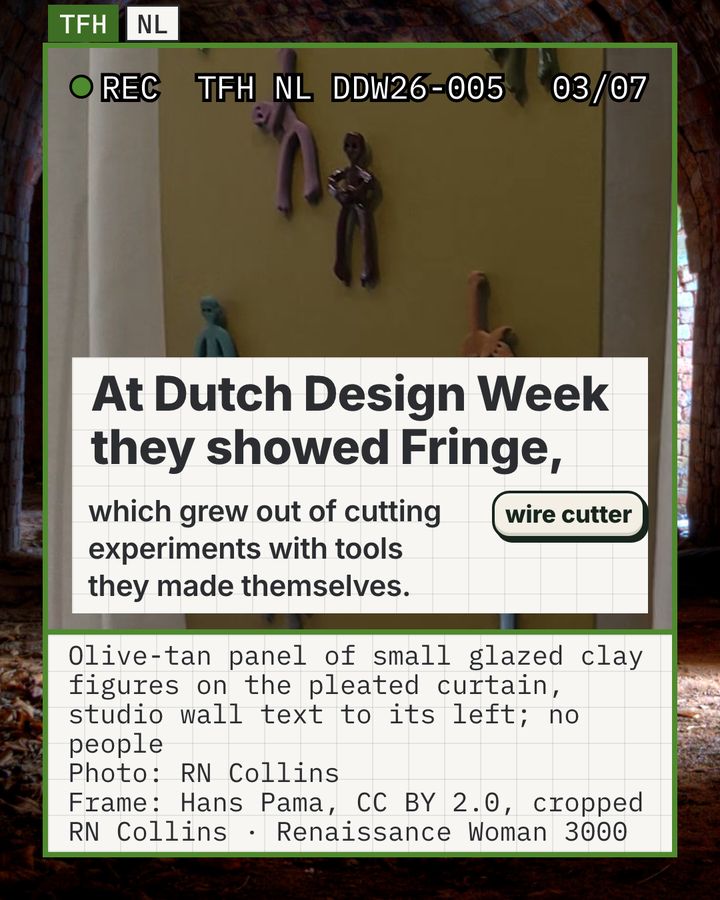 TFH NL
REC TFH NL DDW26-005 03/07
At Dutch Design Week
they showed Fringe,
which grew out of cutting
experiments with tools
they made themselves.
wire cutter
Olive-tan panel of small glazed clay
figures on the pleated curtain,
studio wall text to its left; no
people
Photo: RN Collins
Frame: Hans Pama, CC BY 2.0, cropped
RN Collins · Renaissance Woman 3000